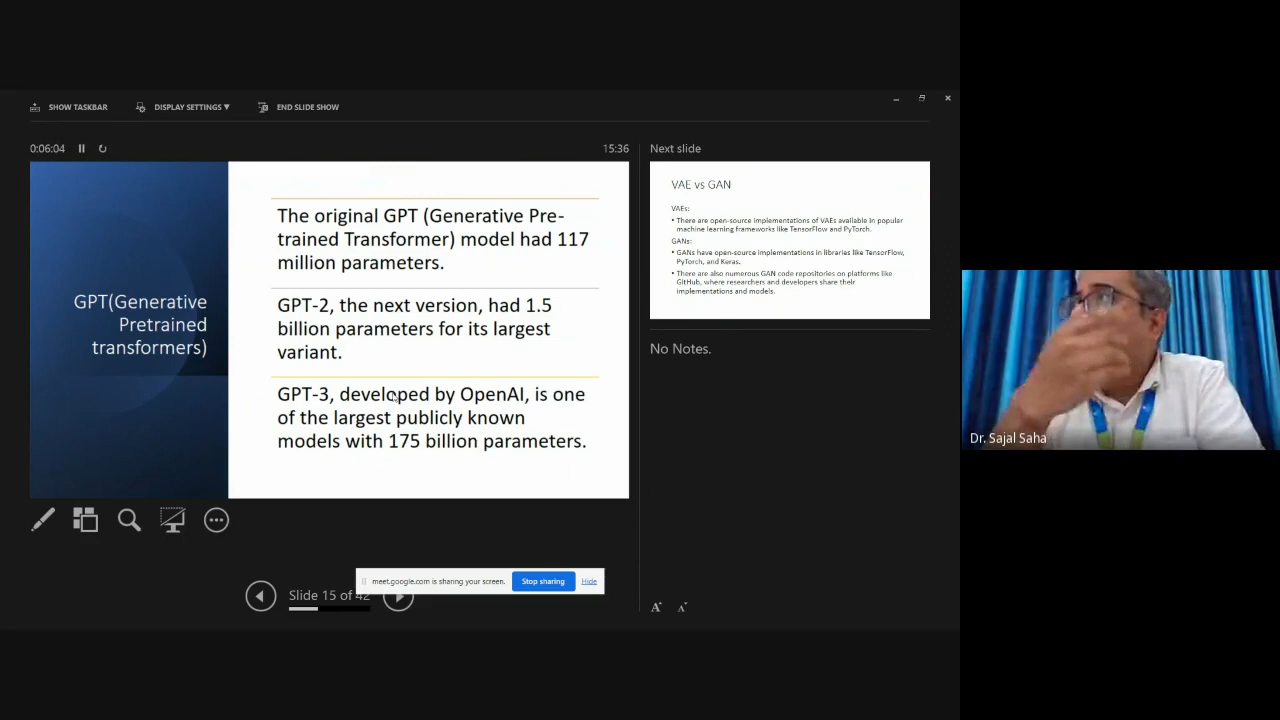 SHOW TASKBAR
DISPLAY SETTINGS ▼
END SLIDE SHOW
0:06:04
15:36
GPT(Generative
Pretrained
transformers)
The original GPT (Generative Pre-
trained Transformer) model had 117
million parameters.
GPT-2, the next version, had 1.5
billion parameters for its largest
variant.
GPT-3, developed by OpenAI, is one
of the largest publicly known
models with 175 billion parameters.
Next slide
VAE vs GAN
VAEs:
• There are open-source implementations of VAEs available in popular
machine learning frameworks like TensorFlow and PyTorch.
GANs:
• GANs have open-source implementations in libraries like TensorFlow,
PyTorch, and Keras.
• There are also numerous GAN code repositories on platforms like
GitHub, where researchers and developers share their
implementations and models.
No Notes.
meet.google.com is sharing your screen.
Stop sharing
Hide
Slide 15 of 42
A
A
Dr. Sajal Saha